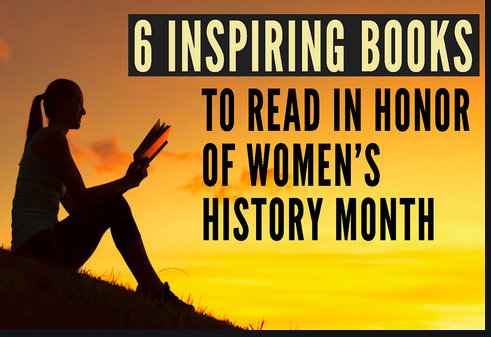 6 INSPIRING BOOKS
TO READ IN HONOR
OF WOMEN'S
HISTORY MONTH